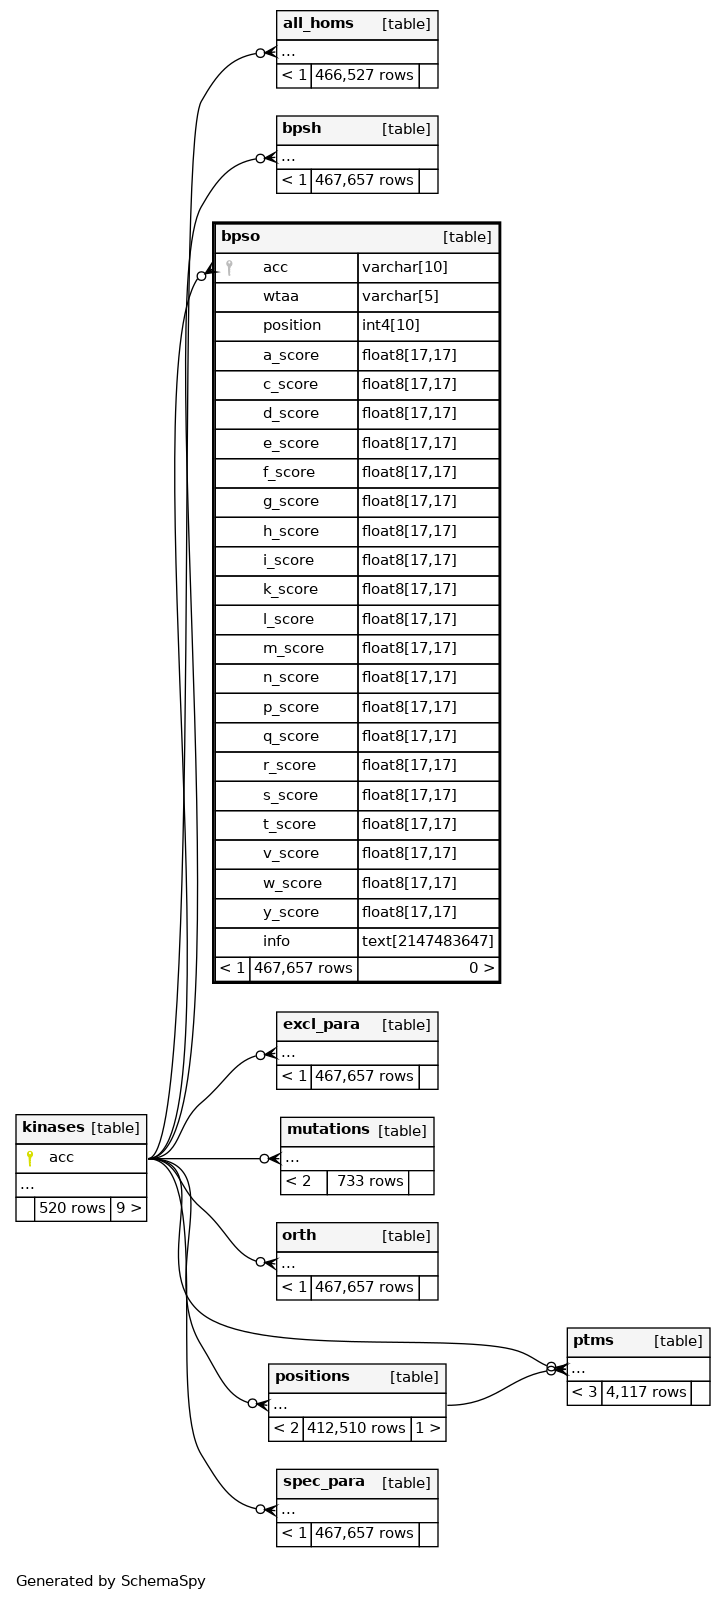 all_homs [table]
...
< 1 466,527 rows
bpsh [table]
...
< 1 467,657 rows
bpso [table]
acc varchar[10]
wtaa varchar[5]
position int4[10]
a_score float8[17,17]
c_score float8[17,17]
d_score float8[17,17]
e_score float8[17,17]
f_score float8[17,17]
g_score float8[17,17]
h_score float8[17,17]
i_score float8[17,17]
k_score float8[17,17]
l_score float8[17,17]
m_score float8[17,17]
n_score float8[17,17]
p_score float8[17,17]
q_score float8[17,17]
r_score float8[17,17]
s_score float8[17,17]
t_score float8[17,17]
v_score float8[17,17]
w_score float8[17,17]
y_score float8[17,17]
info text[2147483647]
< 1 467,657 rows 0 >
excl_para [table]
...
< 1 467,657 rows
kinases [table]
acc
...
520 rows 9 >
mutations [table]
...
< 2 733 rows
orth [table]
...
< 1 467,657 rows
ptms [table]
...
< 3 4,117 rows
positions [table]
...
< 2 412,510 rows 1 >
spec_para [table]
...
< 1 467,657 rows
Generated by SchemaSpy